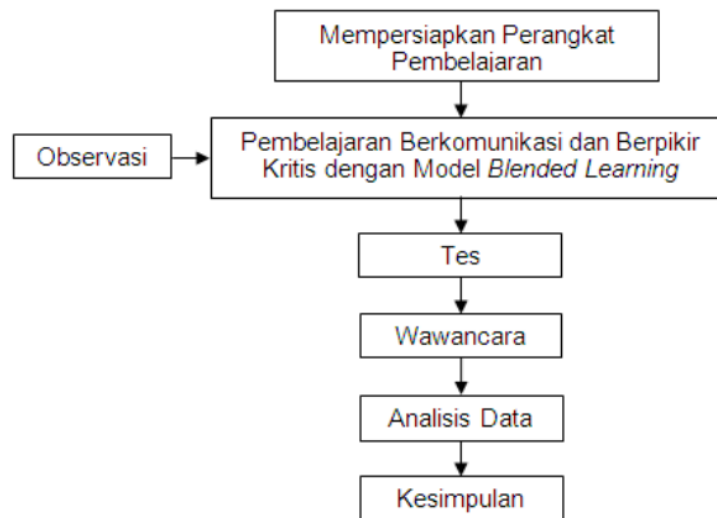 Mempersiapkan Perangkat
Pembelajaran
Observasi
Pembelajaran Berkomunikasi dan Berpikir
Kritis dengan Model Blended Learning
Tes
Wawancara
Analisis Data
Kesimpulan